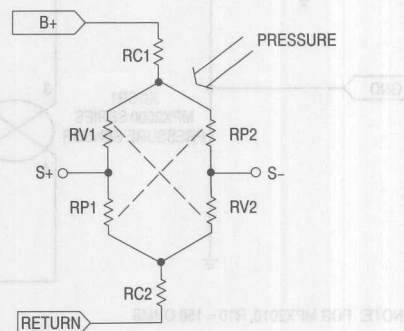 B+
RC1
PRESSURE
RV1
RP2
S+
S−
RP1
RV2
RC2
RETURN